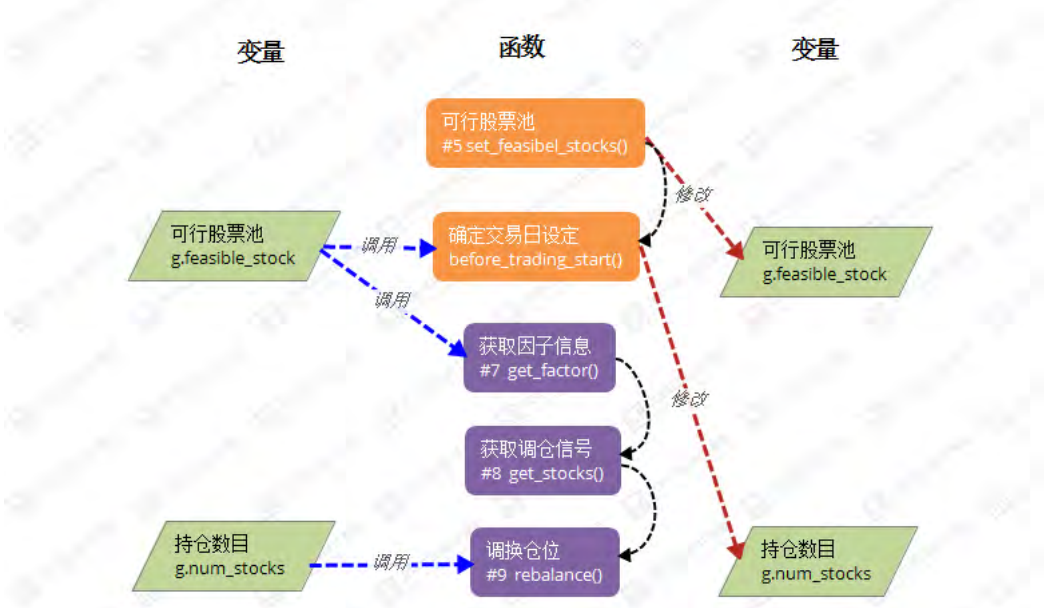 变量
函数
变量
可行股票池
#5 set_feasibel_stocks()
修改
可行股票池
g.feasible_stock
调用
确定交易日设定
before_trading_start()
可行股票池
g.feasible_stock
调用
获取因子信息
#7 get_factor()
修改
获取调仓信号
#8 get_stocks()
持仓数目
g.num_stocks
调用
调换仓位
#9 rebalance()
持仓数目
g.num_stocks